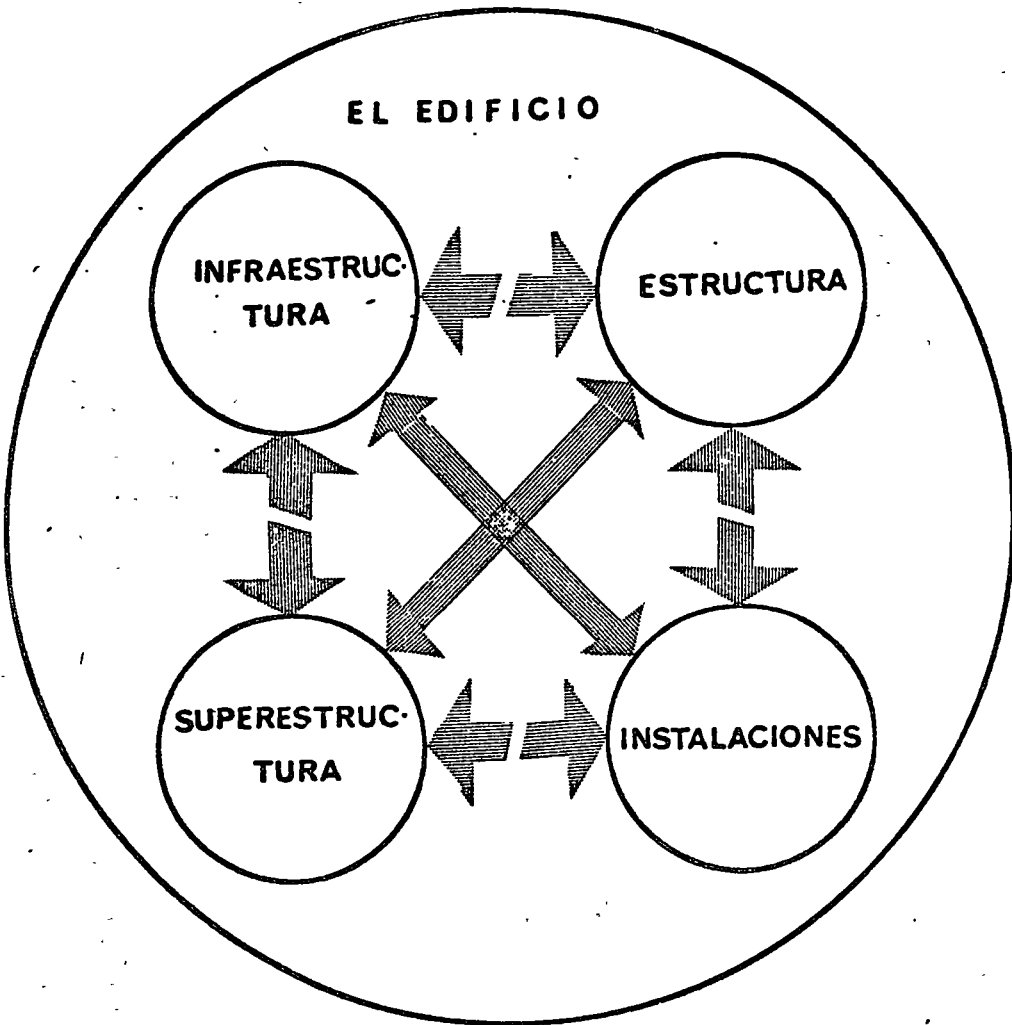 EL EDIFICIO
INFRAESTRUC-
TURA
ESTRUCTURA
SUPERESTRUC-
TURA
INSTALACIONES